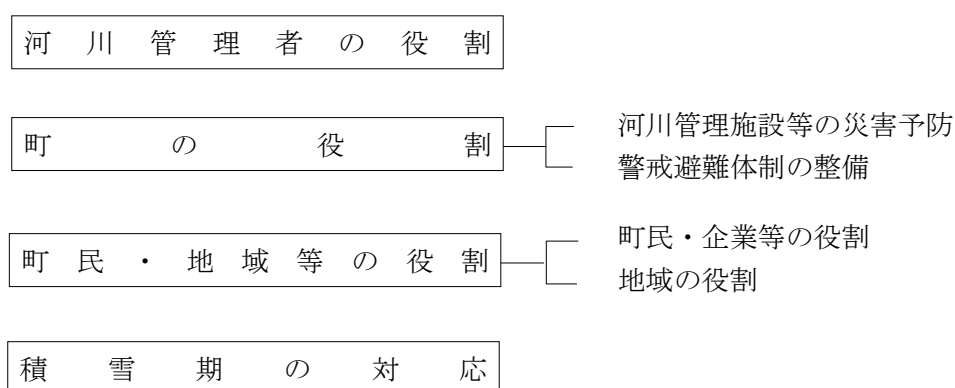 河川管理者の役割
町の役割
河川管理施設等の災害予防
警戒避難体制の整備
町民・地域等の役割
町民・企業等の役割
地域の役割
積雪期の対応